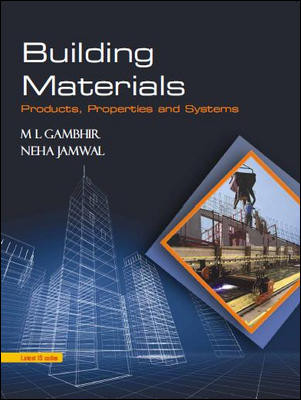 Building
Materials
Products, Properties and Systems
M L GAMBHIR
NEHA JAMWAL
Latest IS codes